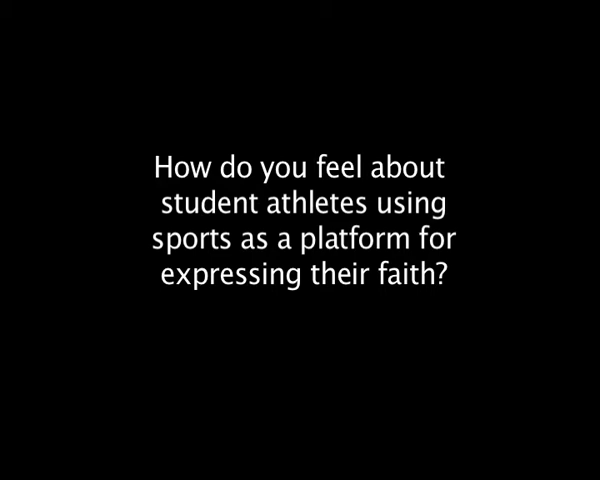 How do you feel about
student athletes using
sports as a platform for
expressing their faith?